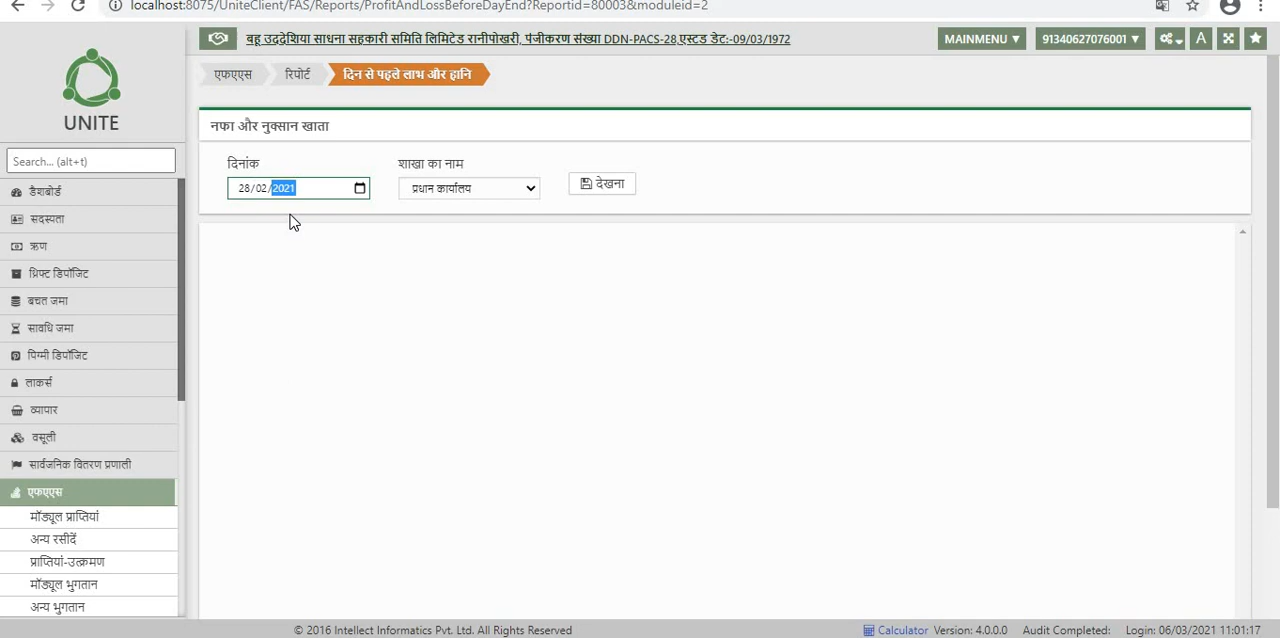 localhost:8075/UniteClient/FAS/Reports/ProfitAndLossBeforeDayEnd?Reportid=80003&moduleid=2
बहु उद्देशिया साधना सहकारी समिति लिमिटेड रानीपोखरी, पंजीकरण संख्या DDN-PACS-28,एस्टड डेट:-09/03/1972
MAINMENU ▾
91340627076001 ▾
A
एफएएस
रिपोर्ट
दिन से पहले लाभ और हानि
UNITE
नफा और नुक्सान खाता
Search... (alt+t)
दिनांक
शाखा का नाम
28/02/2021
प्रधान कार्यालय
देखना
डैशबोर्ड
सदस्यता
ऋण
थ्रिफ्ट डिपॉजिट
बचत जमा
सावधि जमा
पिग्मी डिपॉजिट
लाकर्स
व्यापार
वसूली
सार्वजनिक वितरण प्रणाली
एफएएस
मॉड्यूल प्राप्तियां
अन्य रसीदें
प्राप्तियां-उत्क्रमण
मॉड्यूल भुगतान
अन्य भुगतान
© 2016 Intellect Informatics Pvt. Ltd. All Rights Reserved
Calculator Version: 4.0.0.0 Audit Completed: Login: 06/03/2021 11:01:17